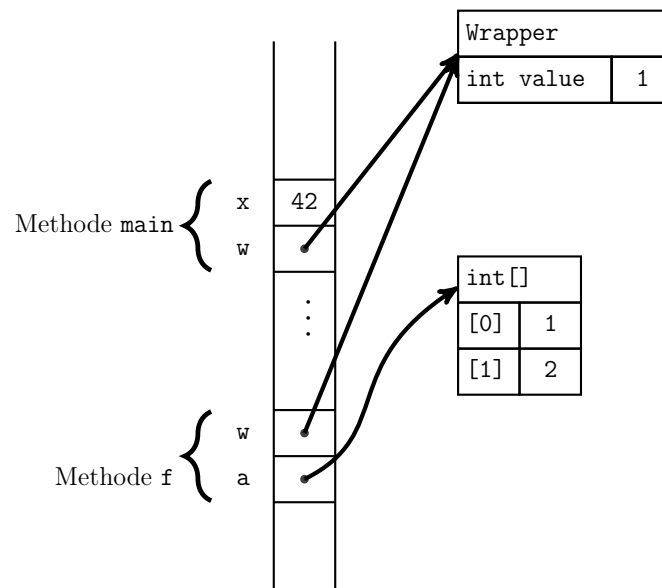 Wrapper
int value 1
x 42
Methode main
w
int[]
[0] 1
[1] 2
w
Methode f
a